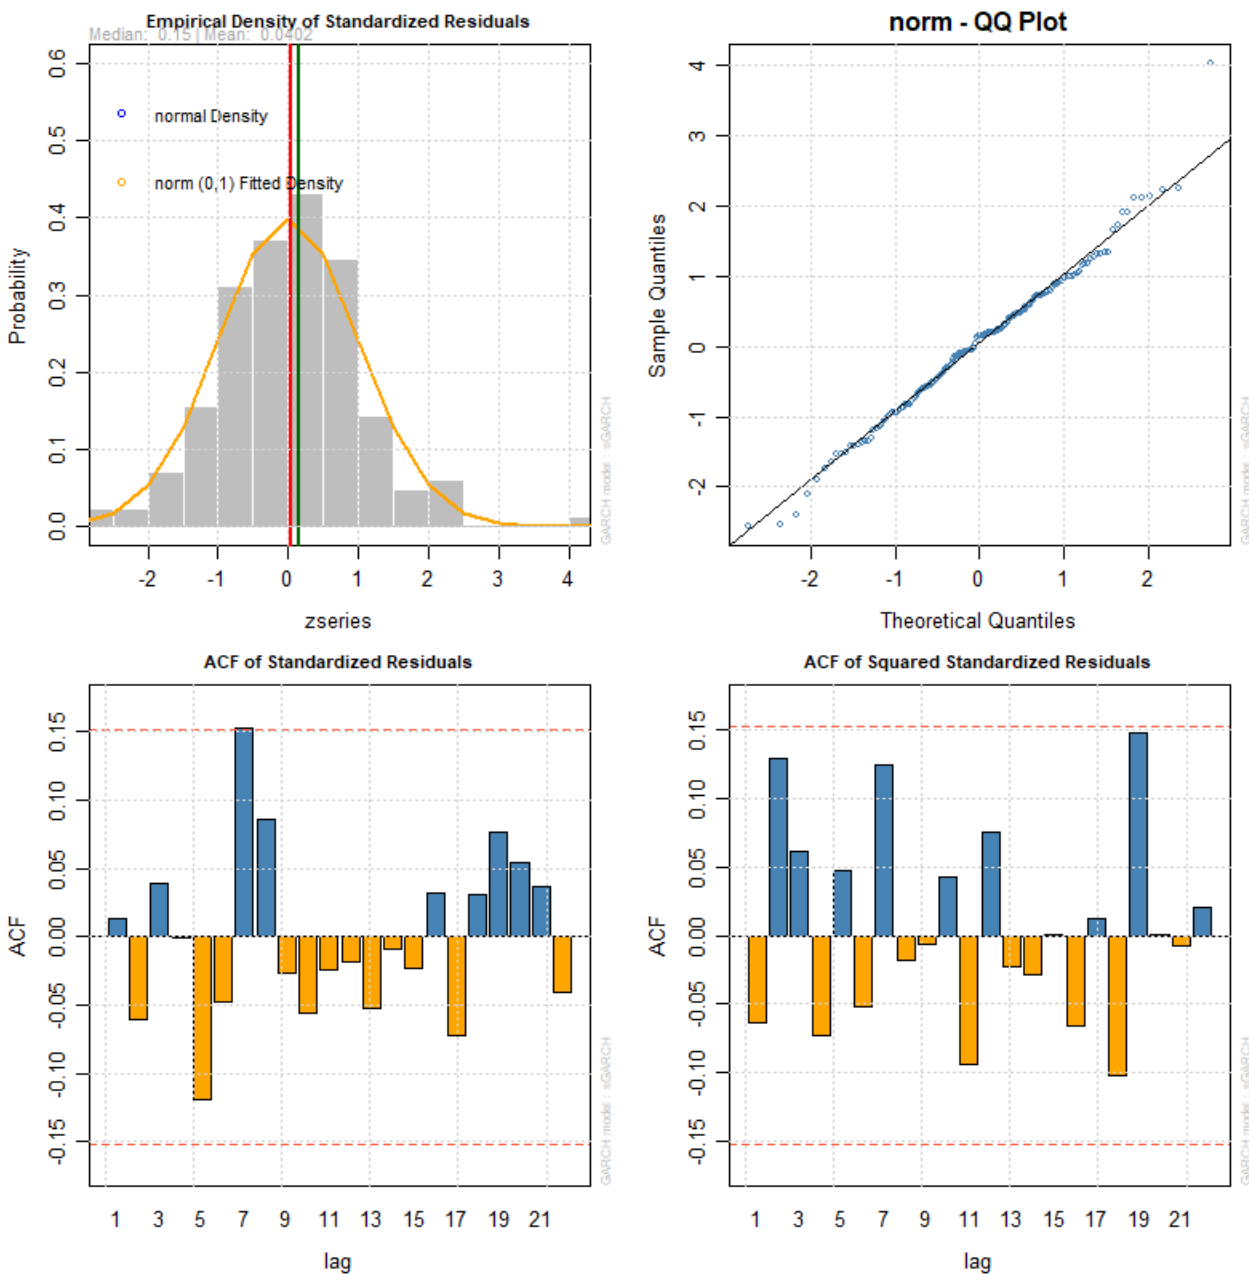 Empirical Density of Standardized Residuals
Median: 0.15 | Mean: 0.0402
normal Density
norm (0,1) Fitted Density
Probability
0.0 0.1 0.2 0.3 0.4 0.5 0.6
-2 -1 0 1 2 3 4
zseries
GARCH model : sGARCH
norm - QQ Plot
Sample Quantiles
-2 -1 0 1 2 3 4
-2 -1 0 1 2
Theoretical Quantiles
GARCH model : sGARCH
ACF of Standardized Residuals
ACF
-0.15 -0.10 -0.05 0.00 0.05 0.10 0.15
1 3 5 7 9 11 13 15 17 19 21
lag
GARCH model : sGARCH
ACF of Squared Standardized Residuals
ACF
-0.15 -0.10 -0.05 0.00 0.05 0.10 0.15
1 3 5 7 9 11 13 15 17 19 21
lag
GARCH model : sGARCH